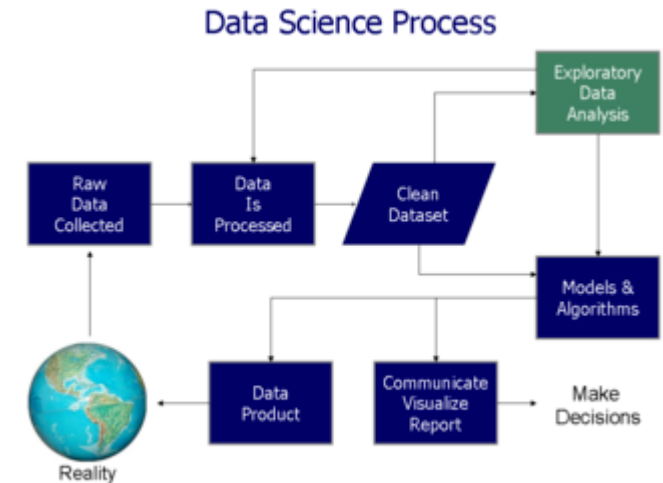 Data Science Process
Exploratory
Data
Analysis
Raw
Data
Collected
Data
Is
Processed
Clean
Dataset
Models &
Algorithms
Data
Product
Communicate
Visualize
Report
Make
Decisions
Reality